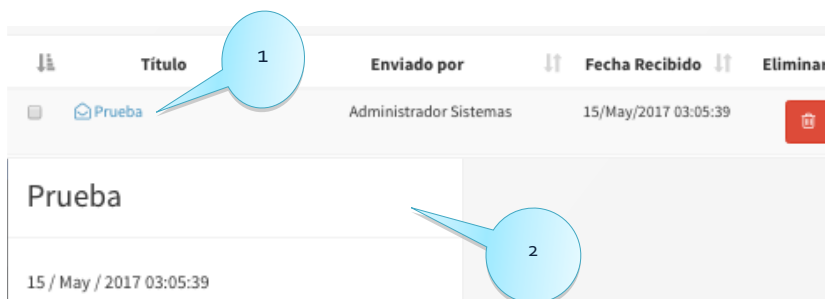 Título 1 Enviado por Fecha Recibido Eliminar
Prueba Administrador Sistemas 15/May/2017 03:05:39
Prueba
2
15 / May / 2017 03:05:39